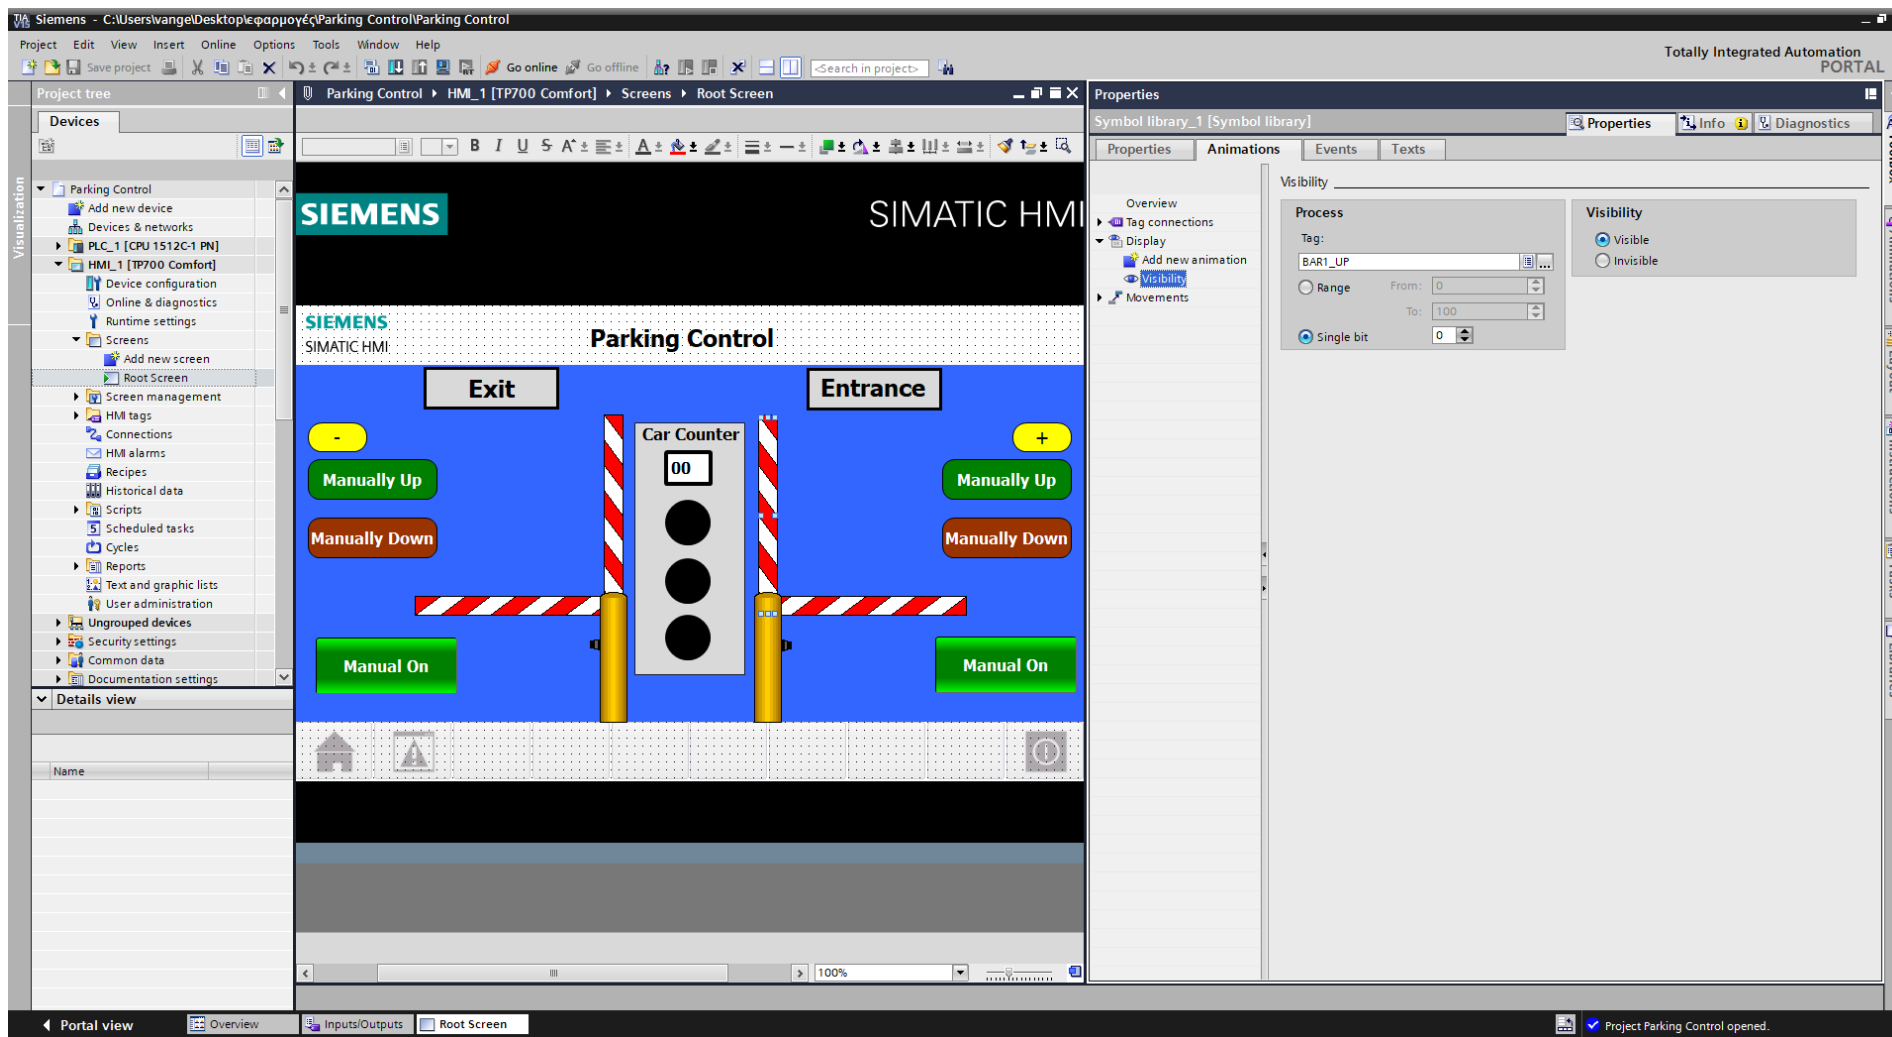 Siemens - C:\Users\vange\Desktop\εφαρμογές\Parking Control\Parking Control
Project Edit View Insert Online Options Tools Window Help
Totally Integrated Automation
PORTAL
Save project
Go online
Go offline
<Search in project>
Project tree
Parking Control HMI_1 [TP700 Comfort] Screens Root Screen
Properties
Devices
Symbol library_1 [Symbol library]
Properties Info Diagnostics
Properties Animations Events Texts
B I U S A A
Visualization
Parking Control
Add new device
Devices & networks
PLC_1 [CPU 1512C-1 PN]
HMI_1 [TP700 Comfort]
Device configuration
Online & diagnostics
Runtime settings
Screens
Add new screen
Root Screen
Screen management
HMI tags
Connections
HMI alarms
Recipes
Historical data
Scripts
Scheduled tasks
Cycles
Reports
Text and graphic lists
User administration
Ungrouped devices
Security settings
Common data
Documentation settings
Details view
Name
SIEMENS
SIMATIC HMI
SIEMENS
SIMATIC HMI
Parking Control
Exit
Entrance
-
Car Counter
+
00
Manually Up
Manually Up
Manually Down
Manually Down
Manual On
Manual On
100%
Overview
Tag connections
Display
Add new animation
Visibility
Movements
Visibility
Process
Tag:
BAR1_UP
Range From: 0
To: 100
Single bit 0
Visibility
Visible
Invisible
Portal view
Overview
Inputs/Outputs
Root Screen
Project Parking Control opened.